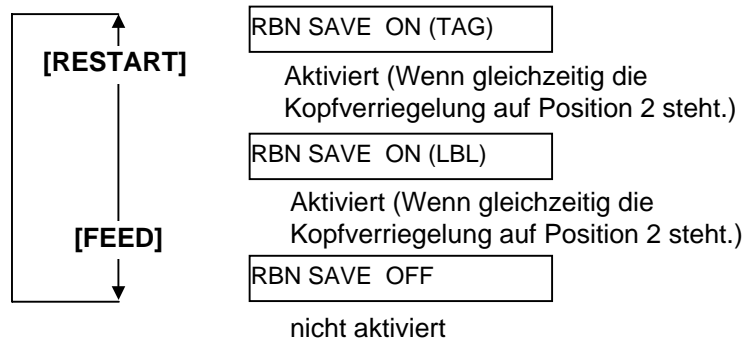 RBN SAVE ON (TAG)
[RESTART]
Aktiviert (Wenn gleichzeitig die
Kopfverriegelung auf Position 2 steht.)
RBN SAVE ON (LBL)
Aktiviert (Wenn gleichzeitig die
[FEED]
Kopfverriegelung auf Position 2 steht.)
RBN SAVE OFF
nicht aktiviert